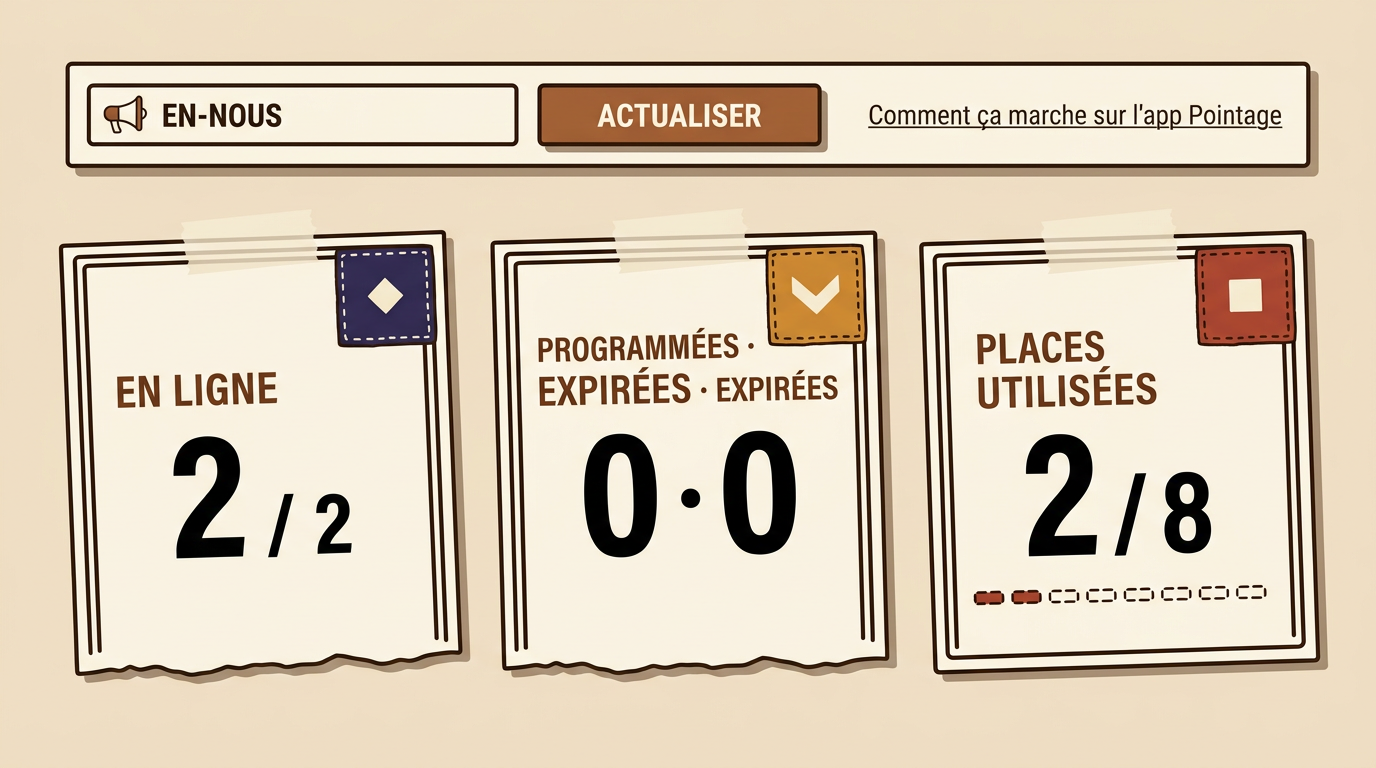 EN-NOUS
ACTUALISER
Comment ça marche sur l'app Pointage
EN LIGNE
2 / 2
PROGRAMMÉES ·
EXPIRÉES · EXPIRÉES
0·0
PLACES
UTILISÉES
2/8